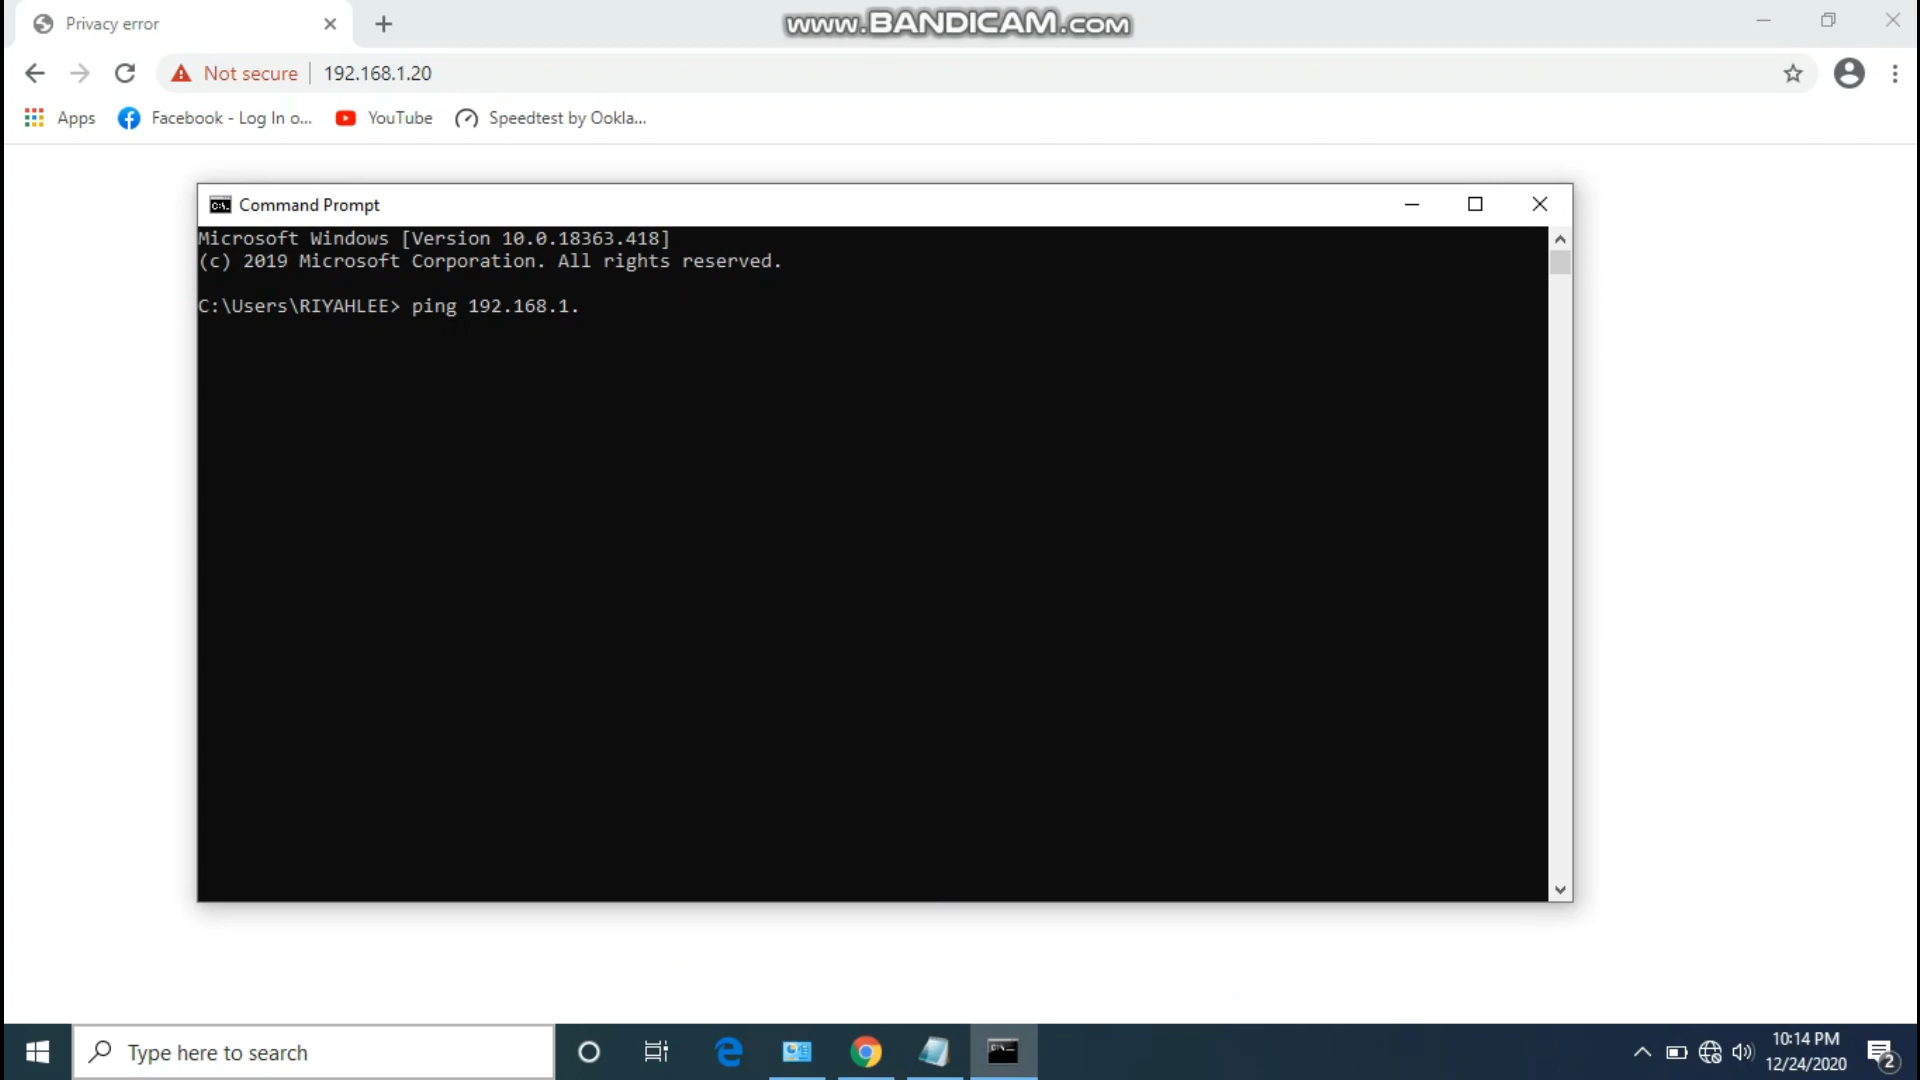 Privacy error
www.BANDICAM.com
Not secure
192.168.1.20
Apps
Facebook - Log In o...
YouTube
Speedtest by Ookla...
Command Prompt
Microsoft Windows [Version 10.0.18363.418]
(c) 2019 Microsoft Corporation. All rights reserved.
C:\Users\RIYAHLEE> ping 192.168.1.
Type here to search
10:14 PM
12/24/2020
2